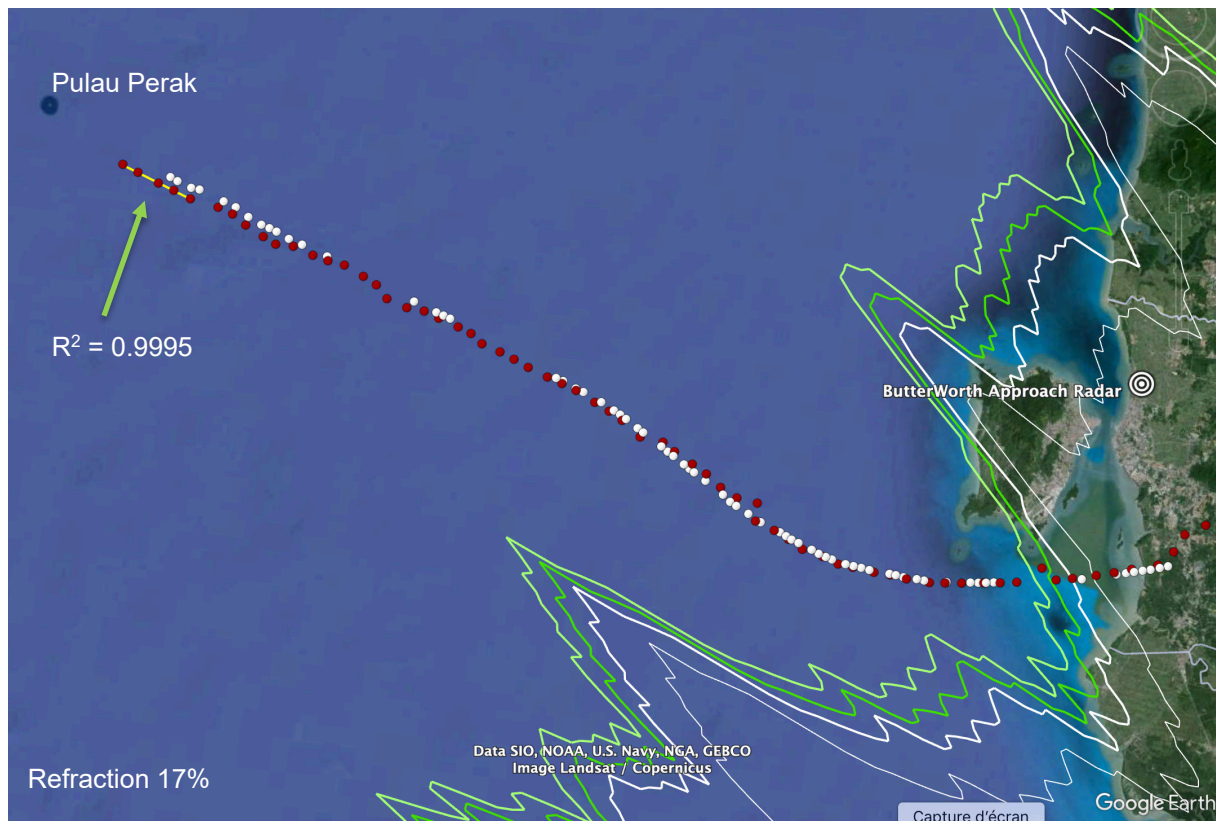 Pulau Perak
R² = 0.9995
ButterWorth Approach Radar
Data SIO, NOAA, U.S. Navy, NGA, GEBCO
Image Landsat / Copernicus
Refraction 17%
Google Earth
Capture d'écran